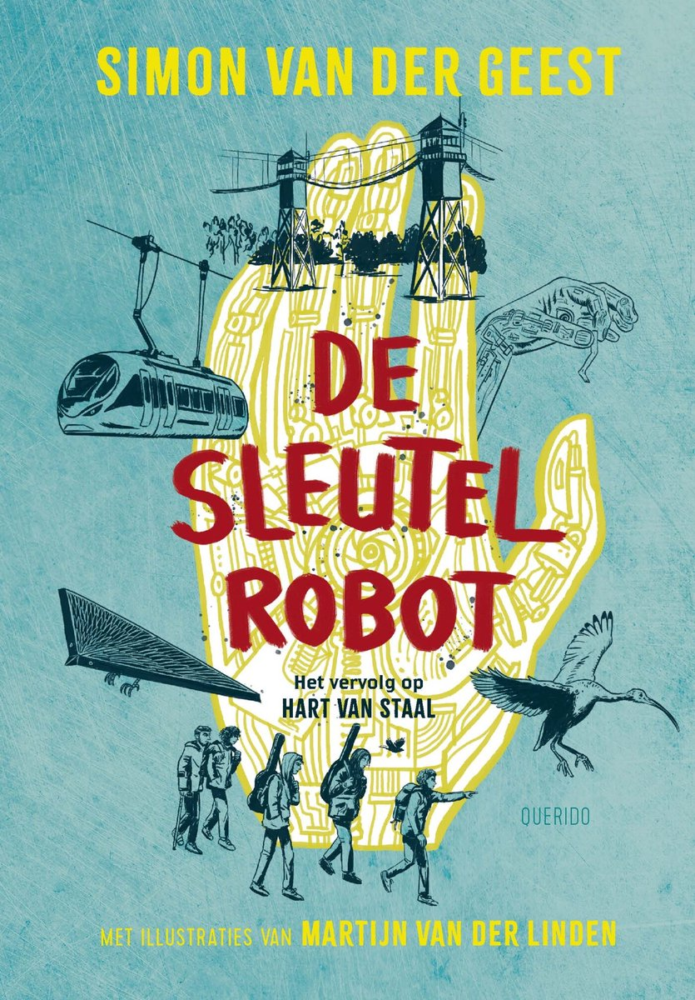 SIMON VAN DER GEEST
DE
SLEUTEL
ROBOT
Het vervolg op
HART VAN STAAL
QUERIDO
MET ILLUSTRATIES VAN MARTIJN VAN DER LINDEN